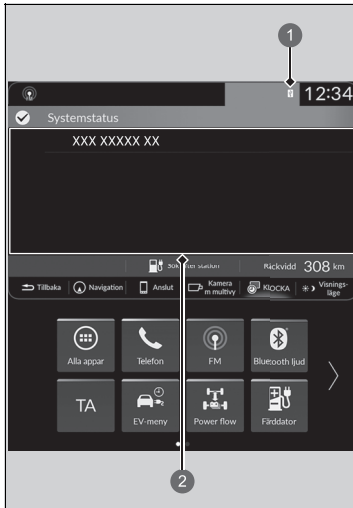 1
12:34
Systemstatus
XXX XXXXX XX
station
Räckvidd 308 km
Tillbaka Navigation Anslut Kamera m multivy KLOCKA Visnings-läge
Alla appar Telefon FM Bluetooth ljud
TA EV-meny Power flow Färddator
2